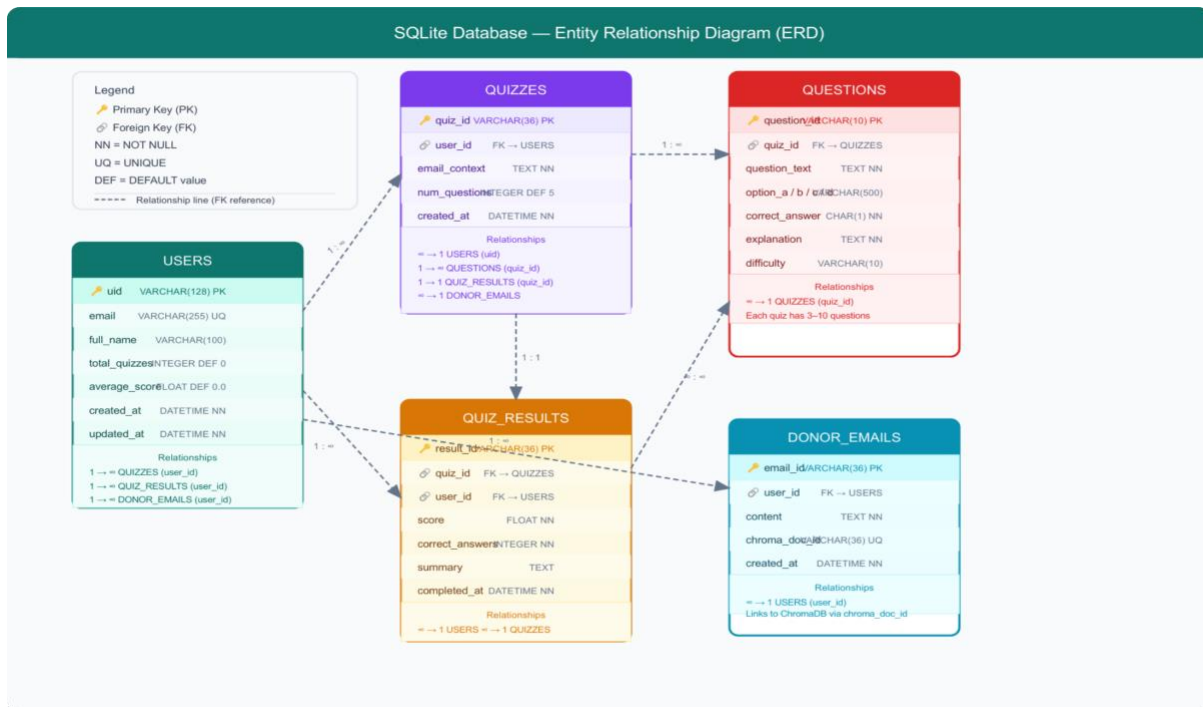 SQLite Database — Entity Relationship Diagram (ERD)
Legend
Primary Key (PK)
Foreign Key (FK)
NN = NOT NULL
UQ = UNIQUE
DEF = DEFAULT value
Relationship line (FK reference)
USERS
uid VARCHAR(128) PK
email VARCHAR(255) UQ
full_name VARCHAR(100)
total_quizzes INTEGER DEF 0
average_score FLOAT DEF 0.0
created_at DATETIME NN
updated_at DATETIME NN
Relationships
1 → ∞ QUIZZES (user_id)
1 → ∞ QUIZ_RESULTS (user_id)
1 → ∞ DONOR_EMAILS (user_id)
1 : ∞
1 : ∞
QUIZZES
quiz_id VARCHAR(36) PK
user_id FK → USERS
email_context TEXT NN
num_questions INTEGER DEF 5
created_at DATETIME NN
Relationships
∞ → 1 USERS (uid)
1 → ∞ QUESTIONS (quiz_id)
1 → 1 QUIZ_RESULTS (quiz_id)
∞ → 1 DONOR_EMAILS
1 : ∞
1 : 1
QUIZ_RESULTS
1 : ∞
result_id VARCHAR(36) PK
quiz_id FK → QUIZZES
user_id FK → USERS
score FLOAT NN
correct_answers INTEGER NN
summary TEXT
completed_at DATETIME NN
Relationships
∞ → 1 USERS ∞ → 1 QUIZZES
QUESTIONS
question_id VARCHAR(10) PK
quiz_id FK → QUIZZES
question_text TEXT NN
option_a / b / c / d VARCHAR(500)
correct_answer CHAR(1) NN
explanation TEXT NN
difficulty VARCHAR(10)
Relationships
∞ → 1 QUIZZES (quiz_id)
Each quiz has 3–10 questions
∞ : ∞
DONOR_EMAILS
email_id VARCHAR(36) PK
user_id FK → USERS
content TEXT NN
chroma_doc_id VARCHAR(36) UQ
created_at DATETIME NN
Relationships
∞ → 1 USERS (user_id)
Links to ChromaDB via chroma_doc_id